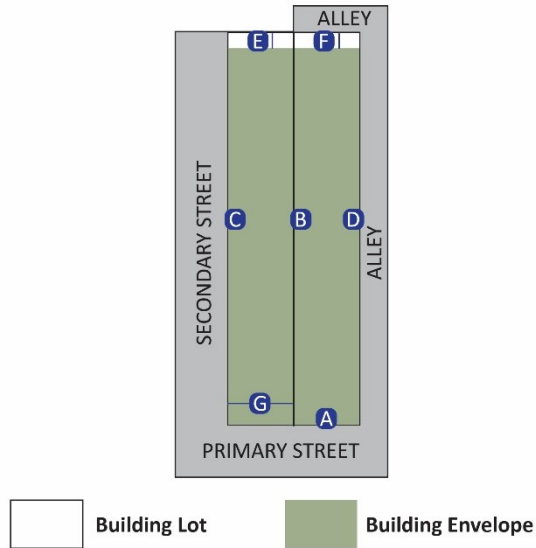 ALLEY
E
F
SECONDARY STREET
C
B
D
ALLEY
G
A
PRIMARY STREET
Building Lot
Building Envelope